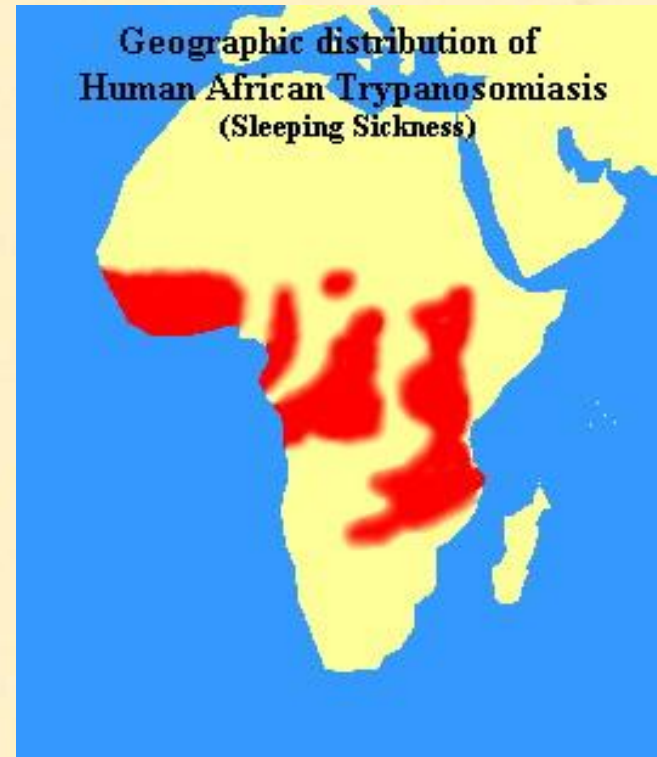 Geographic distribution of
Human African Trypanosomiasis
(Sleeping Sickness)